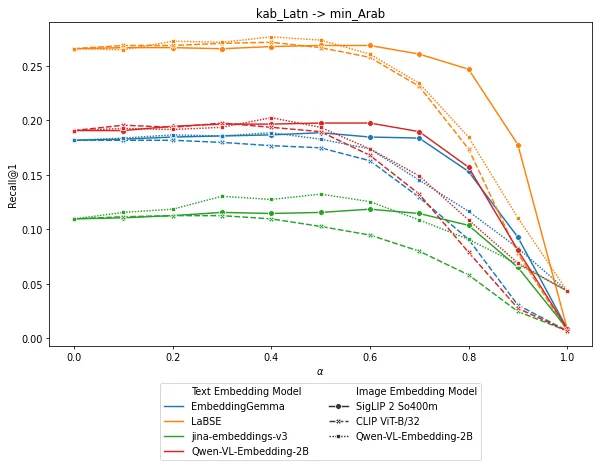 kab_Latn -> min_Arab
Recall@1
0.25
0.20
0.15
0.10
0.05
0.00
0.0 0.2 0.4 0.6 0.8 1.0
α
Text Embedding Model Image Embedding Model
EmbeddingGemma SigLIP 2 So400m
LaBSE CLIP ViT-B/32
jina-embeddings-v3 Qwen-VL-Embedding-2B
Qwen-VL-Embedding-2B